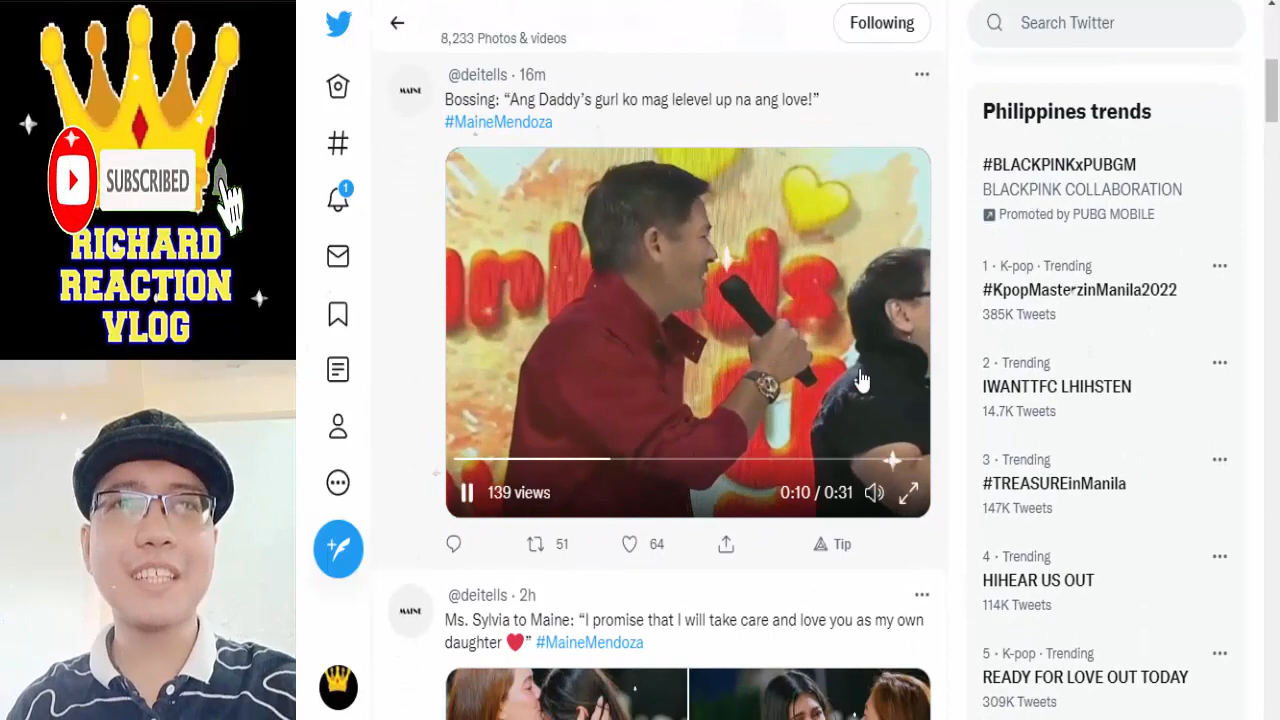 SUBSCRIBED
RICHARD
REACTION
VLOG
8,233 Photos & videos
Following
Search Twitter
MAINE
@deitells · 16m
Bossing: “Ang Daddy’s gurl ko mag lelevel up na ang love!”
#MaineMendoza
139 views
0:10 / 0:31
51
64
Tip
MAINE
@deitells · 2h
Ms. Sylvia to Maine: “I promise that I will take care and love you as my own
daughter ❤” #MaineMendoza
1
Philippines trends
#BLACKPINKxPUBGM
BLACKPINK COLLABORATION
Promoted by PUBG MOBILE
1 · K-pop · Trending
#KpopMasterzinManila2022
385K Tweets
2 · Trending
IWANTTFC LHIHSTEN
14.7K Tweets
3 · Trending
#TREASUREinManila
147K Tweets
4 · Trending
HIHEAR US OUT
114K Tweets
5 · K-pop · Trending
READY FOR LOVE OUT TODAY
309K Tweets